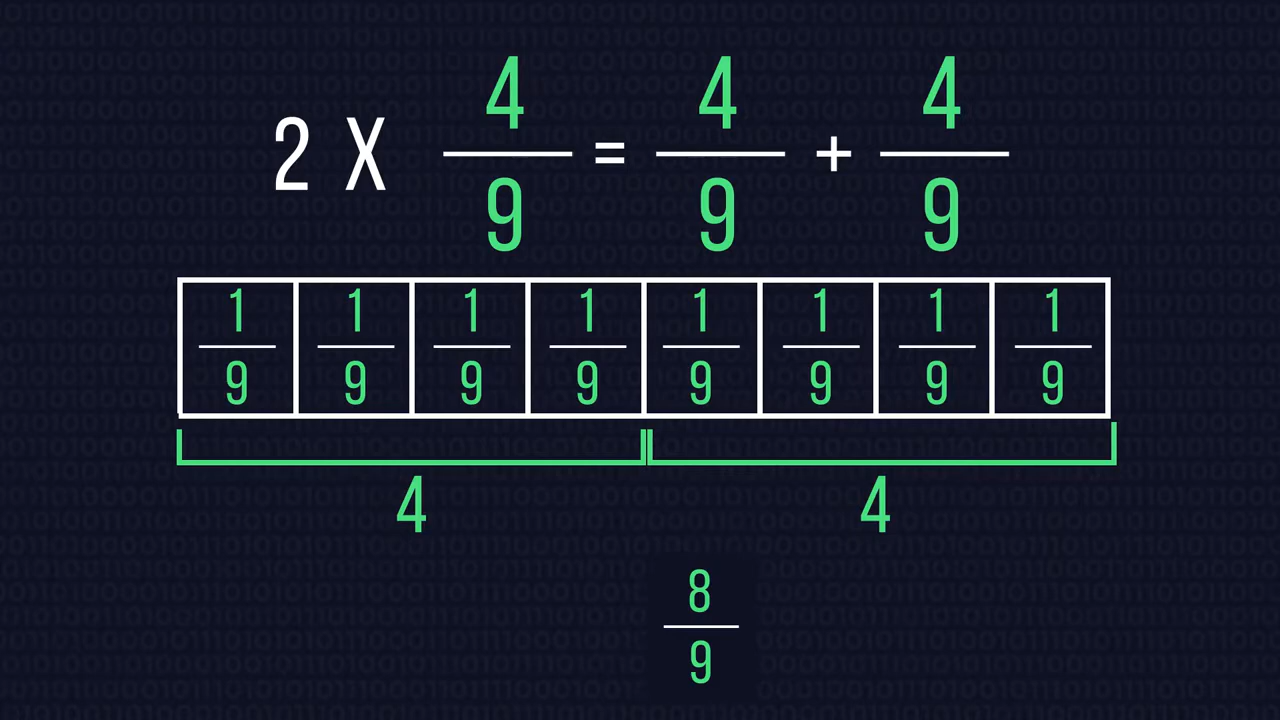 2 X 4/9 = 4/9 + 4/9
1/9 1/9 1/9 1/9 1/9 1/9 1/9 1/9
4 4
8/9